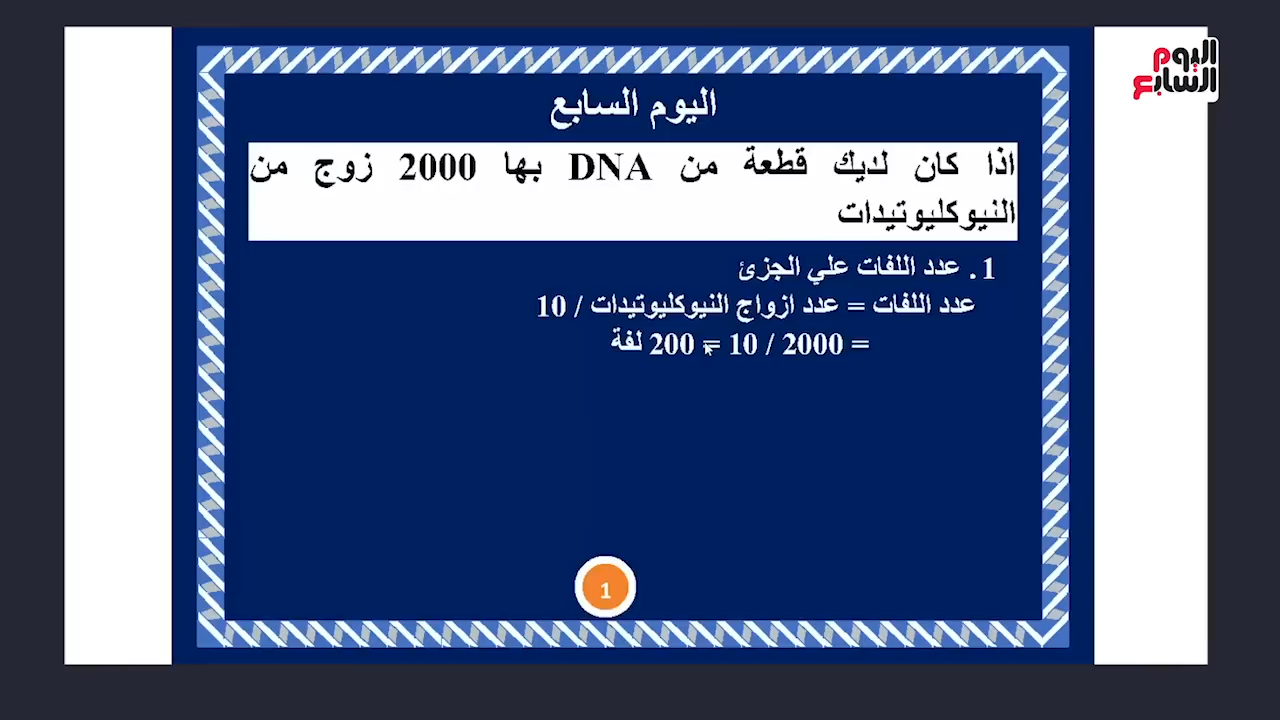 اليوم السابع
اليوم السابع
اذا كان لديك قطعة من DNA بها 2000 زوج من
النيوكليوتيدات
1. عدد اللفات علي الجزئ
عدد اللفات = عدد ازواج النيوكليوتيدات / 10
= 2000 / 10 = 200 لفة
1